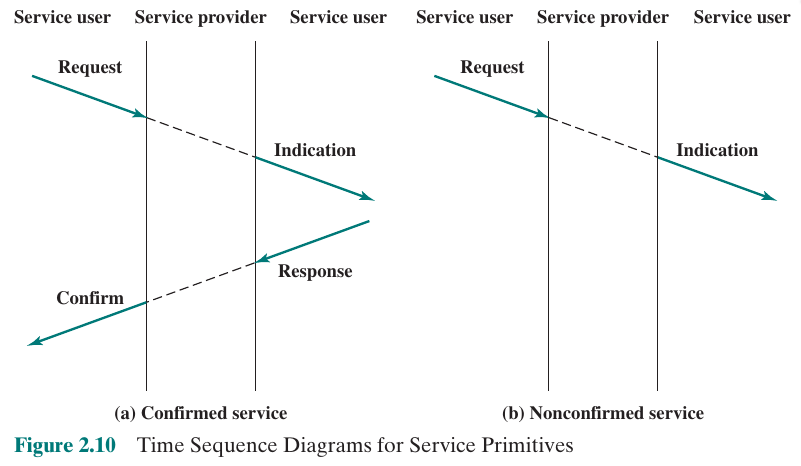 Service user Service provider Service user Service user Service provider Service user
Request Request
Indication Indication
Response
Confirm
(a) Confirmed service (b) Nonconfirmed service
Figure 2.10 Time Sequence Diagrams for Service Primitives